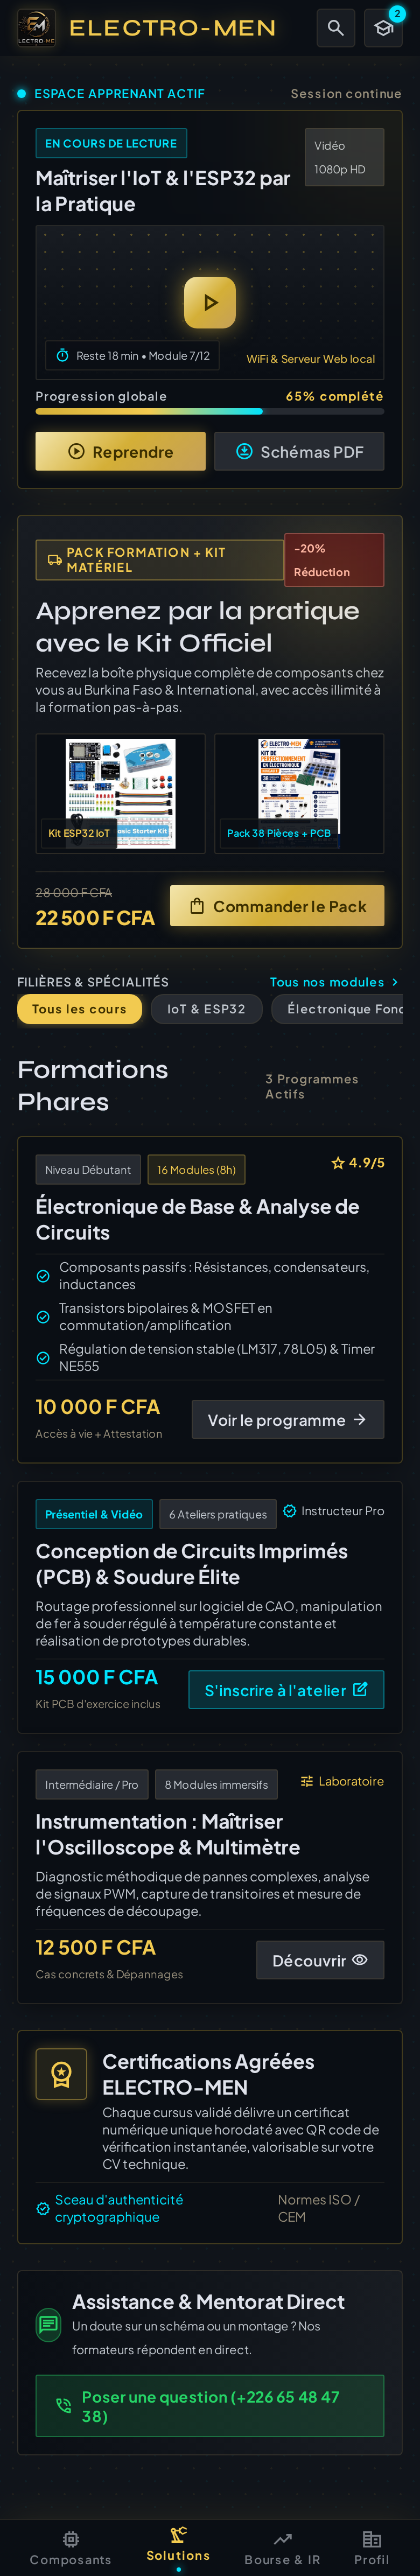 ELECTRO-MEN
2
ESPACE APPRENANT ACTIF
Session continue
EN COURS DE LECTURE
Vidéo
1080p HD
Maîtriser l'IoT & l'ESP32 par
la Pratique
Reste 18 min • Module 7/12
WiFi & Serveur Web local
Progression globale
65% complété
Reprendre
Schémas PDF
PACK FORMATION + KIT
MATÉRIEL
-20%
Réduction
Apprenez par la pratique
avec le Kit Officiel
Recevez la boîte physique complète de composants chez
vous au Burkina Faso & International, avec accès illimité à
la formation pas-à-pas.
Basic Starter Kit
Kit ESP32 IoT
ELECTRO-MEN
KIT DE
PERFECTIONNEMENT
EN ÉLECTRONIQUE
Pack 38 Pièces + PCB
28 000 F CFA
22 500 F CFA
Commander le Pack
FILIÈRES & SPÉCIALITÉS
Tous nos modules
Tous les cours
IoT & ESP32
Électronique Fond
Formations
Phares
3 Programmes
Actifs
Niveau Débutant
16 Modules (8h)
4.9/5
Électronique de Base & Analyse de
Circuits
Composants passifs : Résistances, condensateurs,
inductances
Transistors bipolaires & MOSFET en
commutation/amplification
Régulation de tension stable (LM317, 78L05) & Timer
NE555
10 000 F CFA
Accès à vie + Attestation
Voir le programme
Présentiel & Vidéo
6 Ateliers pratiques
Instructeur Pro
Conception de Circuits Imprimés
(PCB) & Soudure Élite
Routage professionnel sur logiciel de CAO, manipulation
de fer à souder régulé à température constante et
réalisation de prototypes durables.
15 000 F CFA
Kit PCB d'exercice inclus
S'inscrire à l'atelier
Intermédiaire / Pro
8 Modules immersifs
Laboratoire
Instrumentation : Maîtriser
l'Oscilloscope & Multimètre
Diagnostic méthodique de pannes complexes, analyse
de signaux PWM, capture de transitoires et mesure de
fréquences de découpage.
12 500 F CFA
Cas concrets & Dépannages
Découvrir
Certifications Agréées
ELECTRO-MEN
Chaque cursus validé délivre un certificat
numérique unique horodaté avec QR code de
vérification instantanée, valorisable sur votre
CV technique.
Sceau d'authenticité
cryptographique
Normes ISO /
CEM
Assistance & Mentorat Direct
Un doute sur un schéma ou un montage ? Nos
formateurs répondent en direct.
Poser une question (+226 65 48 47
38)
Composants
Solutions
Bourse & IR
Profil